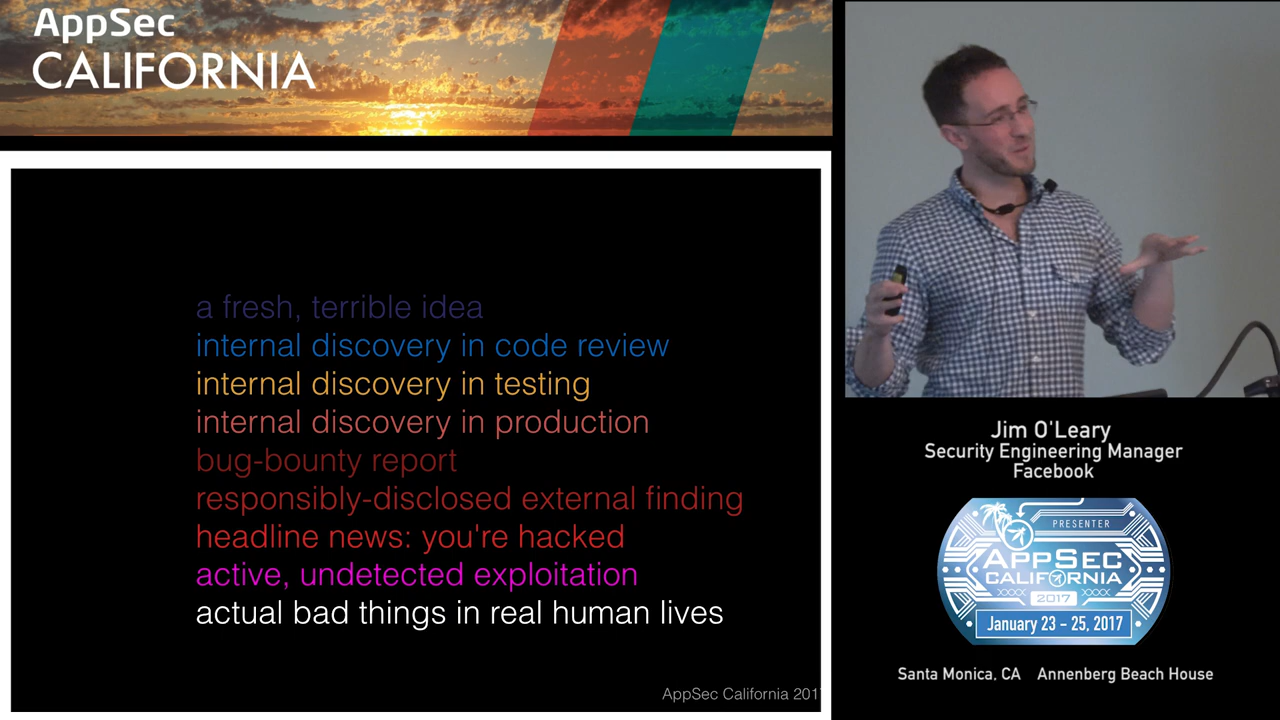 AppSec
CALIFORNIA
a fresh, terrible idea
internal discovery in code review
internal discovery in testing
internal discovery in production
bug-bounty report
responsibly-disclosed external finding
headline news: you're hacked
active, undetected exploitation
actual bad things in real human lives
AppSec California 201
Jim O'Leary
Security Engineering Manager
Facebook
PRESENTER
APPSEC
CALIFORNIA
2017
January 23 - 25, 2017
Santa Monica, CA Annenberg Beach House